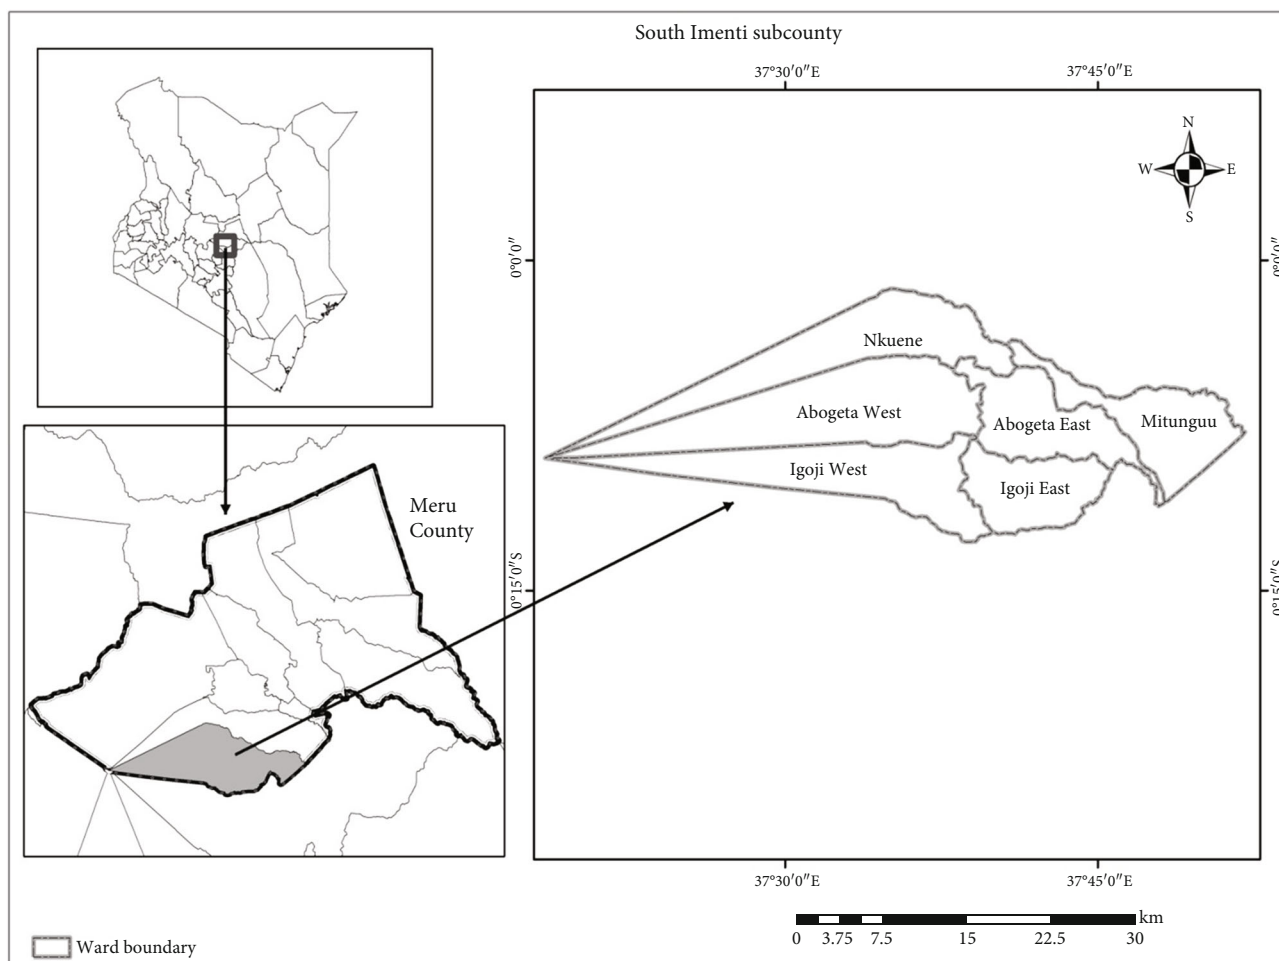 South Imenti subcounty
37°30′0″E
37°45′0″E
N
W
E
S
0°0′0″
0°0′0″
Nkuene
Abogeta West
Abogeta East
Mitunguu
Igoji West
Igoji East
Meru
County
0°15′0″S
0°15′0″S
37°30′0″E
37°45′0″E
km
0
3.75
7.5
15
22.5
30
Ward boundary